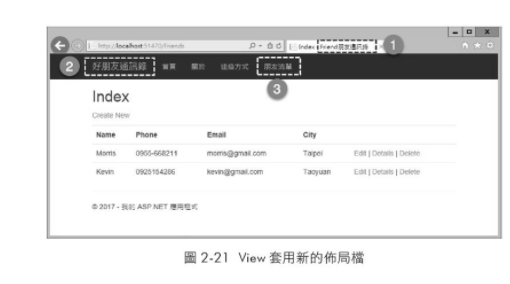 http://localhost:51470/Friends
Index Friend朋友通訊錄
1
2 好朋友通訊錄 首頁 關於 連絡方式 朋友清單
3
Index
Create New
Name Phone Email City
Morris 0955-668211 morris@gmail.com Taipei Edit | Details | Delete
Kevin 0925154286 kevin@gmail.com Taoyuan Edit | Details | Delete
© 2017 - 我的 ASP.NET 應用程式
圖 2-21 View 套用新的佈局檔